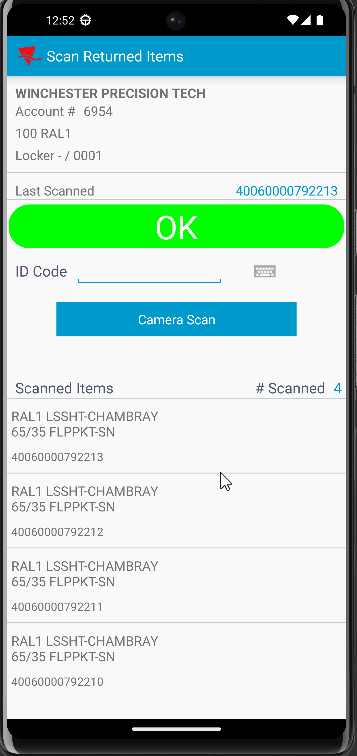 12:52
Scan Returned Items
WINCHESTER PRECISION TECH
Account # 6954
100 RAL1
Locker - / 0001
Last Scanned 40060000792213
OK
ID Code
Camera Scan
Scanned Items # Scanned 4
RAL1 LSSHT-CHAMBRAY
65/35 FLPPKT-SN
40060000792213
RAL1 LSSHT-CHAMBRAY
65/35 FLPPKT-SN
40060000792212
RAL1 LSSHT-CHAMBRAY
65/35 FLPPKT-SN
40060000792211
RAL1 LSSHT-CHAMBRAY
65/35 FLPPKT-SN
40060000792210